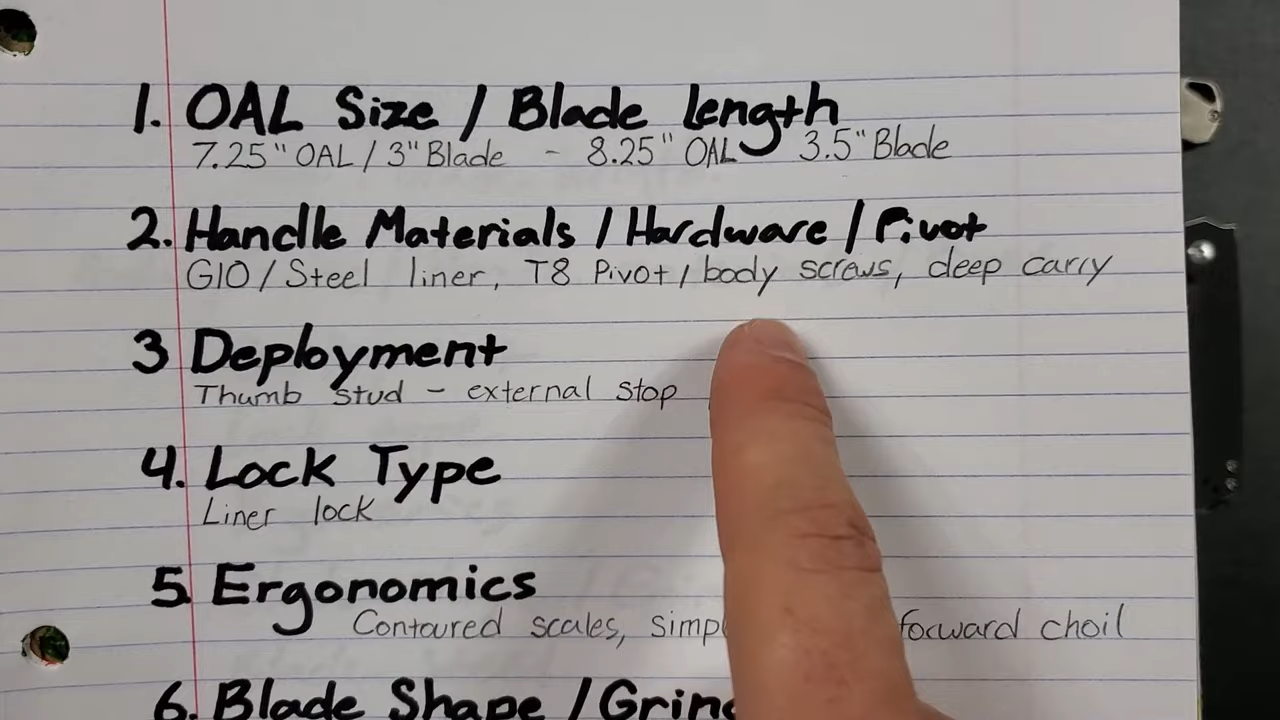 1. OAL Size / Blade length
7.25" OAL / 3" Blade - 8.25" OAL 3.5" Blade
2. Handle Materials / Hardware / Pivot
G10 / Steel liner, T8 Pivot / body screws, deep carry
3 Deployment
Thumb stud - external stop
4. Lock Type
Liner lock
5. Ergonomics
Contoured scales, forward choil
6. Blade Shape /